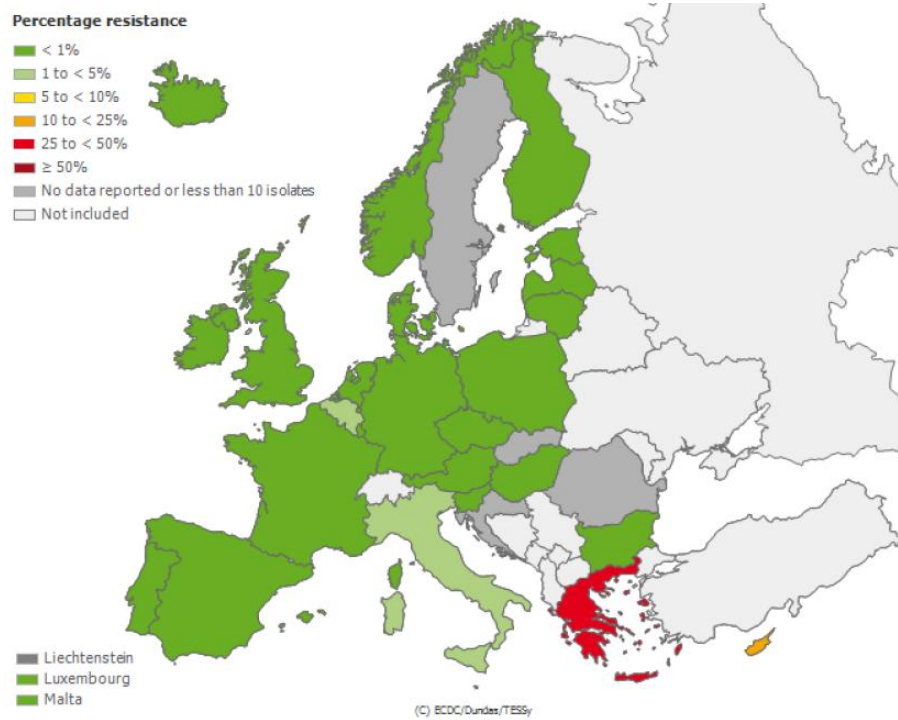 Percentage resistance
< 1%
1 to < 5%
5 to < 10%
10 to < 25%
25 to < 50%
≥ 50%
No data reported or less than 10 isolates
Not included
Liechtenstein
Luxembourg
Malta
(C) ECDC/Dundas/TESSy